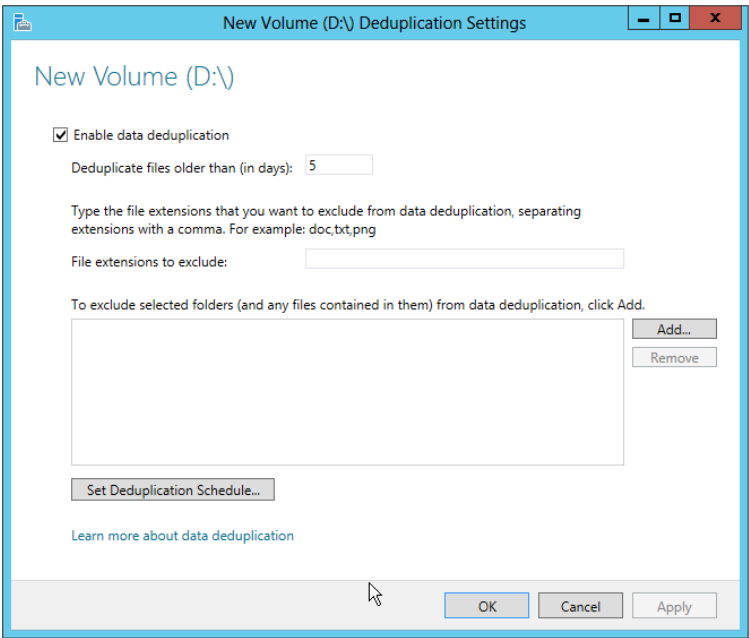 New Volume (D:\) Deduplication Settings
New Volume (D:\)
Enable data deduplication
Deduplicate files older than (in days): 5
Type the file extensions that you want to exclude from data deduplication, separating
extensions with a comma. For example: doc,txt,png
File extensions to exclude:
To exclude selected folders (and any files contained in them) from data deduplication, click Add.
Add...
Remove
Set Deduplication Schedule...
Learn more about data deduplication
OK Cancel Apply